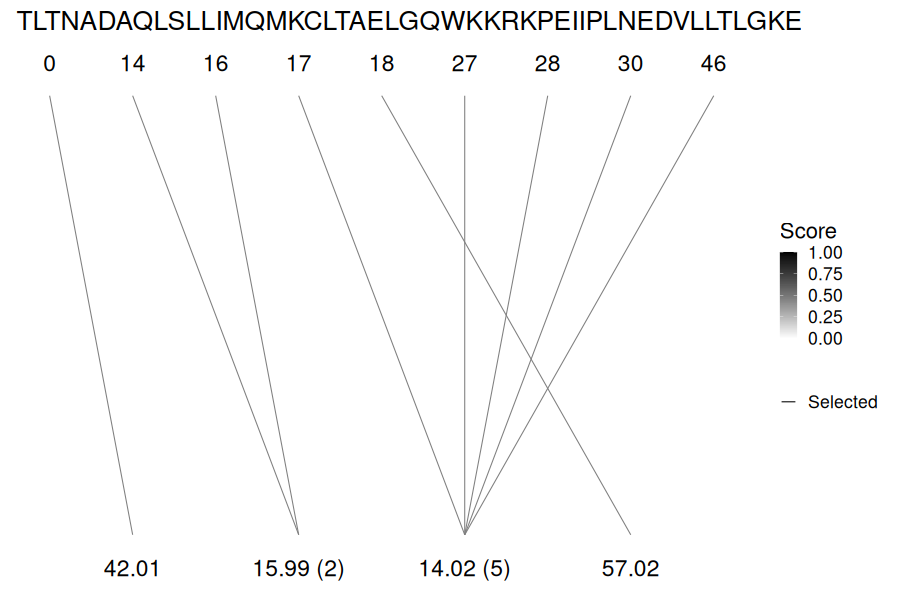 TLTNADAQLSLLIMQMKCLTAELGQWKKRKPEIIPLNEDVLLTLGKE
0 14 16 17 18 27 28 30 46
Score
1.00
0.75
0.50
0.25
0.00
Selected
42.01 15.99 (2) 14.02 (5) 57.02